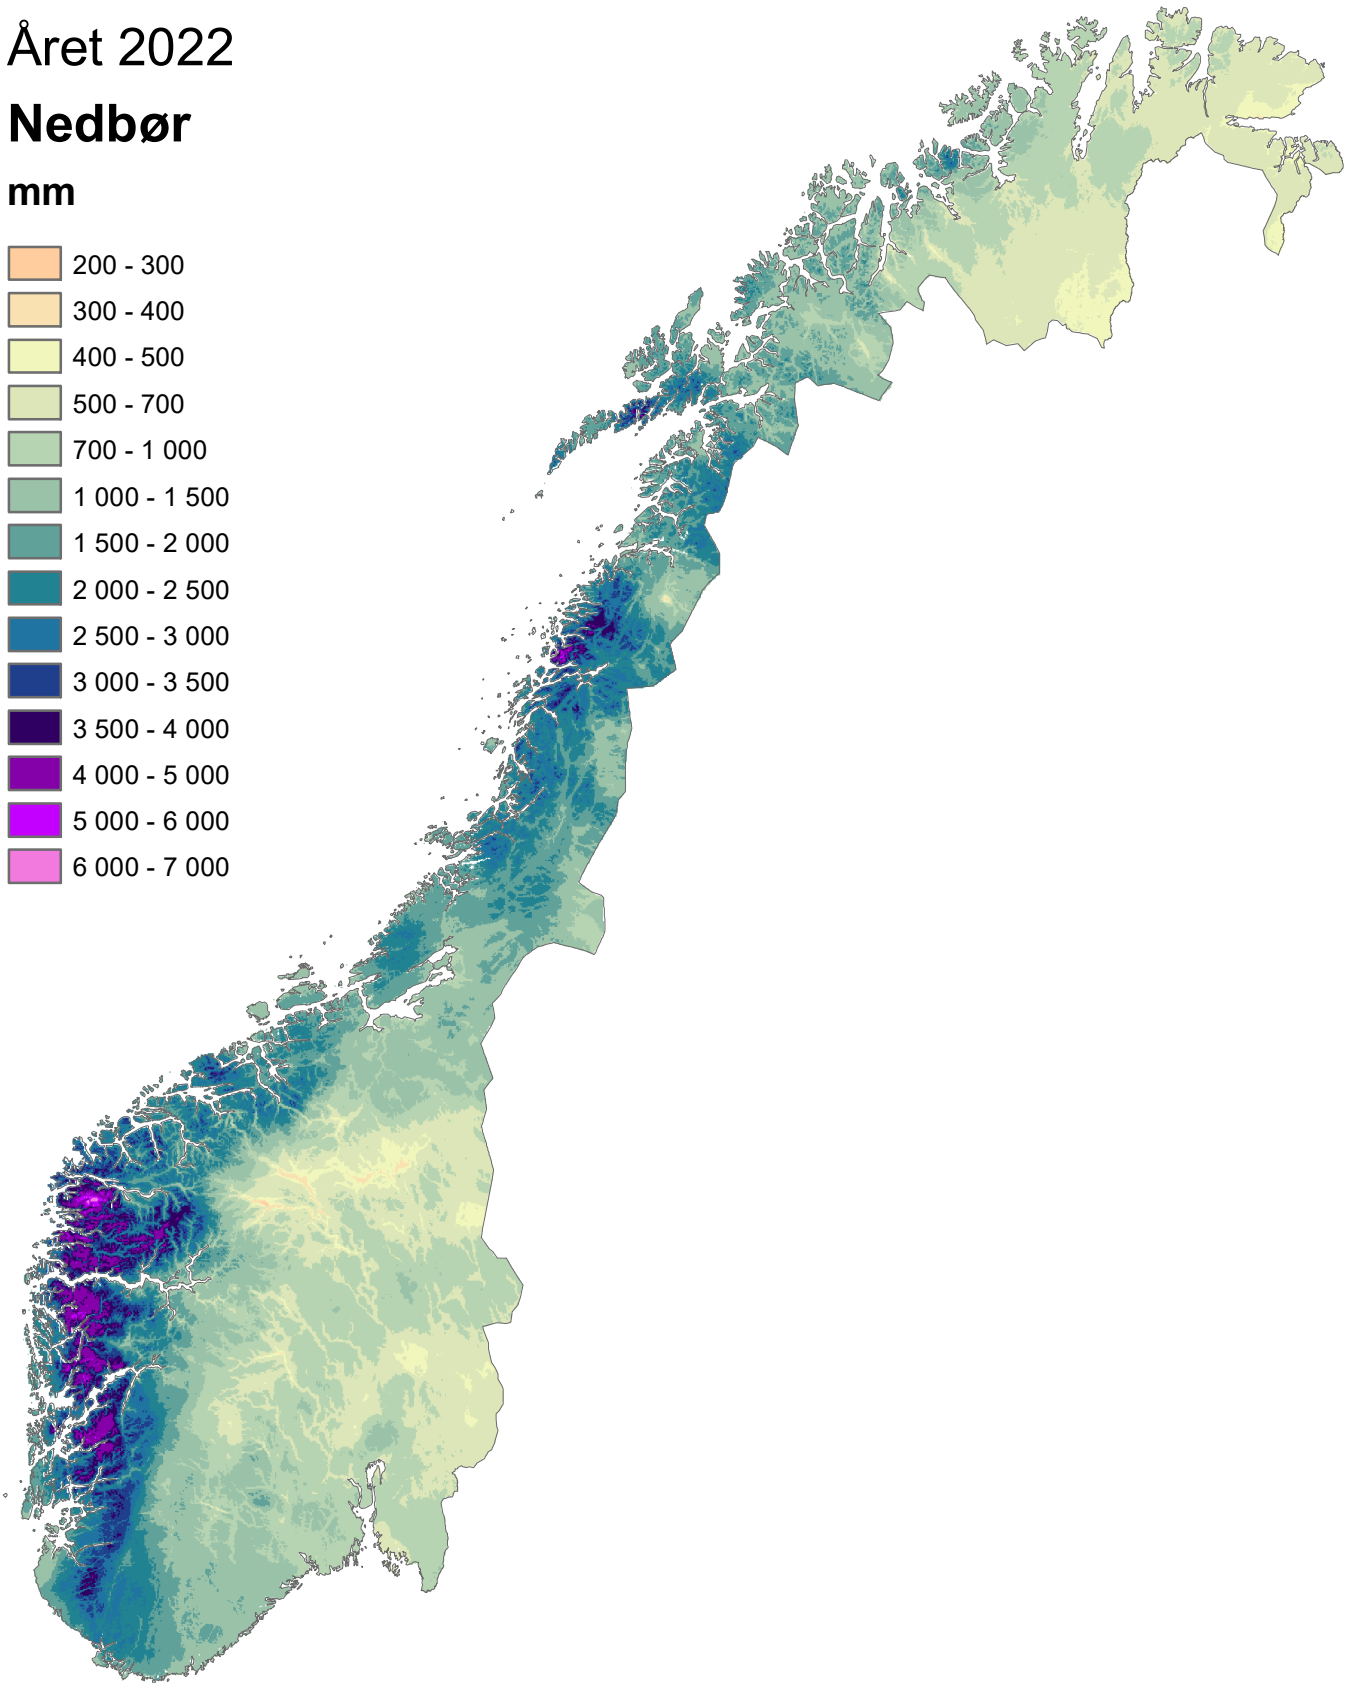 Året 2022
Nedbør
mm
200 - 300
300 - 400
400 - 500
500 - 700
700 - 1 000
1 000 - 1 500
1 500 - 2 000
2 000 - 2 500
2 500 - 3 000
3 000 - 3 500
3 500 - 4 000
4 000 - 5 000
5 000 - 6 000
6 000 - 7 000